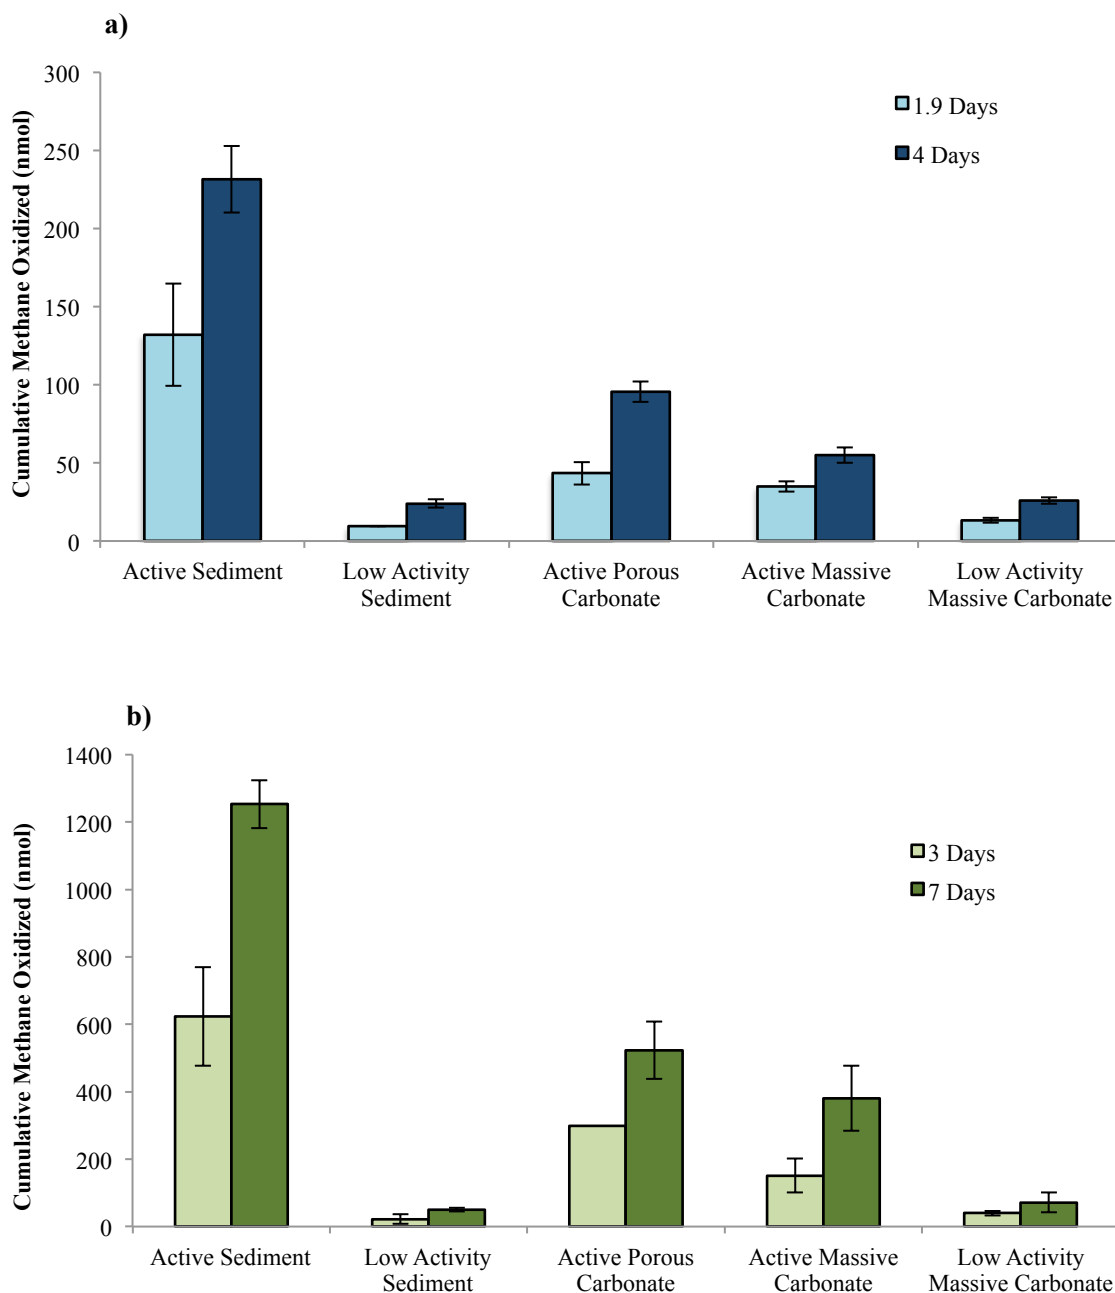 a)
Cumulative Methane Oxidized (nmol)
300
250
200
150
100
50
0
1.9 Days
4 Days
Active Sediment
Low Activity
Sediment
Active Porous
Carbonate
Active Massive
Carbonate
Low Activity
Massive Carbonate
b)
Cumulative Methane Oxidized (nmol)
1400
1200
1000
800
600
400
200
0
3 Days
7 Days
Active Sediment
Low Activity
Sediment
Active Porous
Carbonate
Active Massive
Carbonate
Low Activity
Massive Carbonate